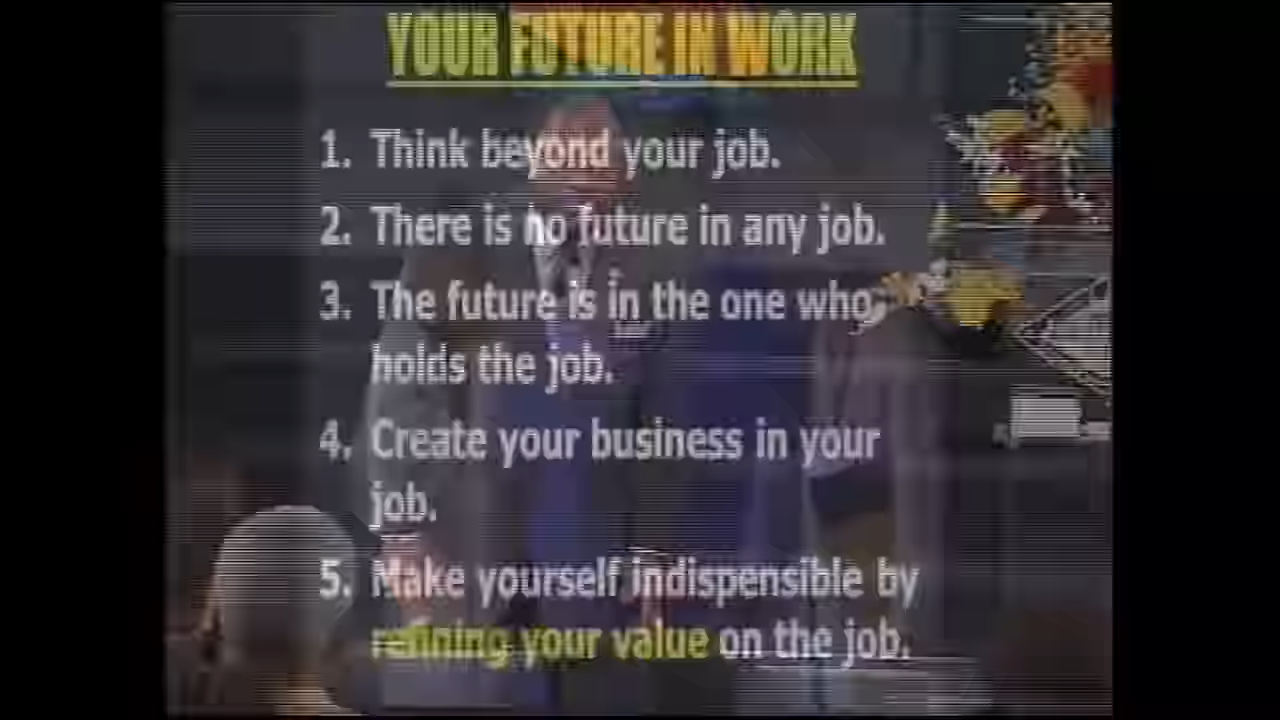 YOUR FUTURE IN WORK
1. Think beyond your job.
2. There is no future in any job.
3. The future is in the one who
holds the job.
4. Create your business in your
job.
5. Make yourself indispensible by
refining your value on the job.